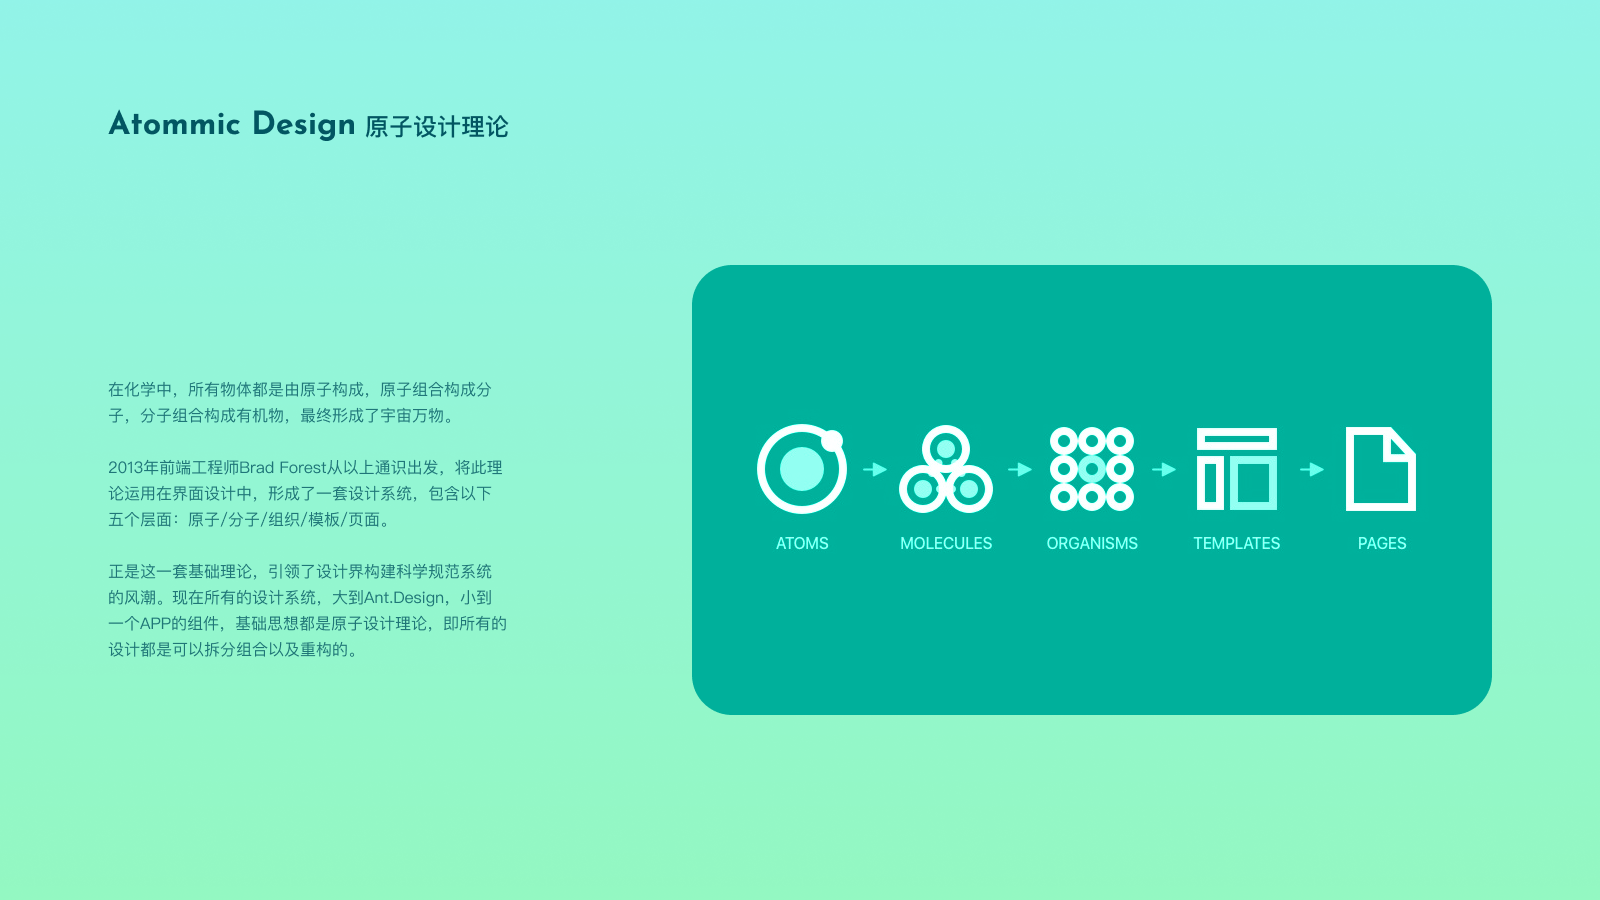 Atommic Design 原子设计理论
在化学中，所有物体都是由原子构成，原子组合构成分
子，分子组合构成有机物，最终形成了宇宙万物。
2013年前端工程师Brad Forest从以上通识出发，将此理
论运用在界面设计中，形成了一套设计系统，包含以下
五个层面：原子/分子/组织/模板/页面。
正是这一套基础理论，引领了设计界构建科学规范系统
的风潮。现在所有的设计系统，大到Ant.Design，小到
一个APP的组件，基础思想都是原子设计理论，即所有的
设计都是可以拆分组合以及重构的。
ATOMS MOLECULES ORGANISMS TEMPLATES PAGES